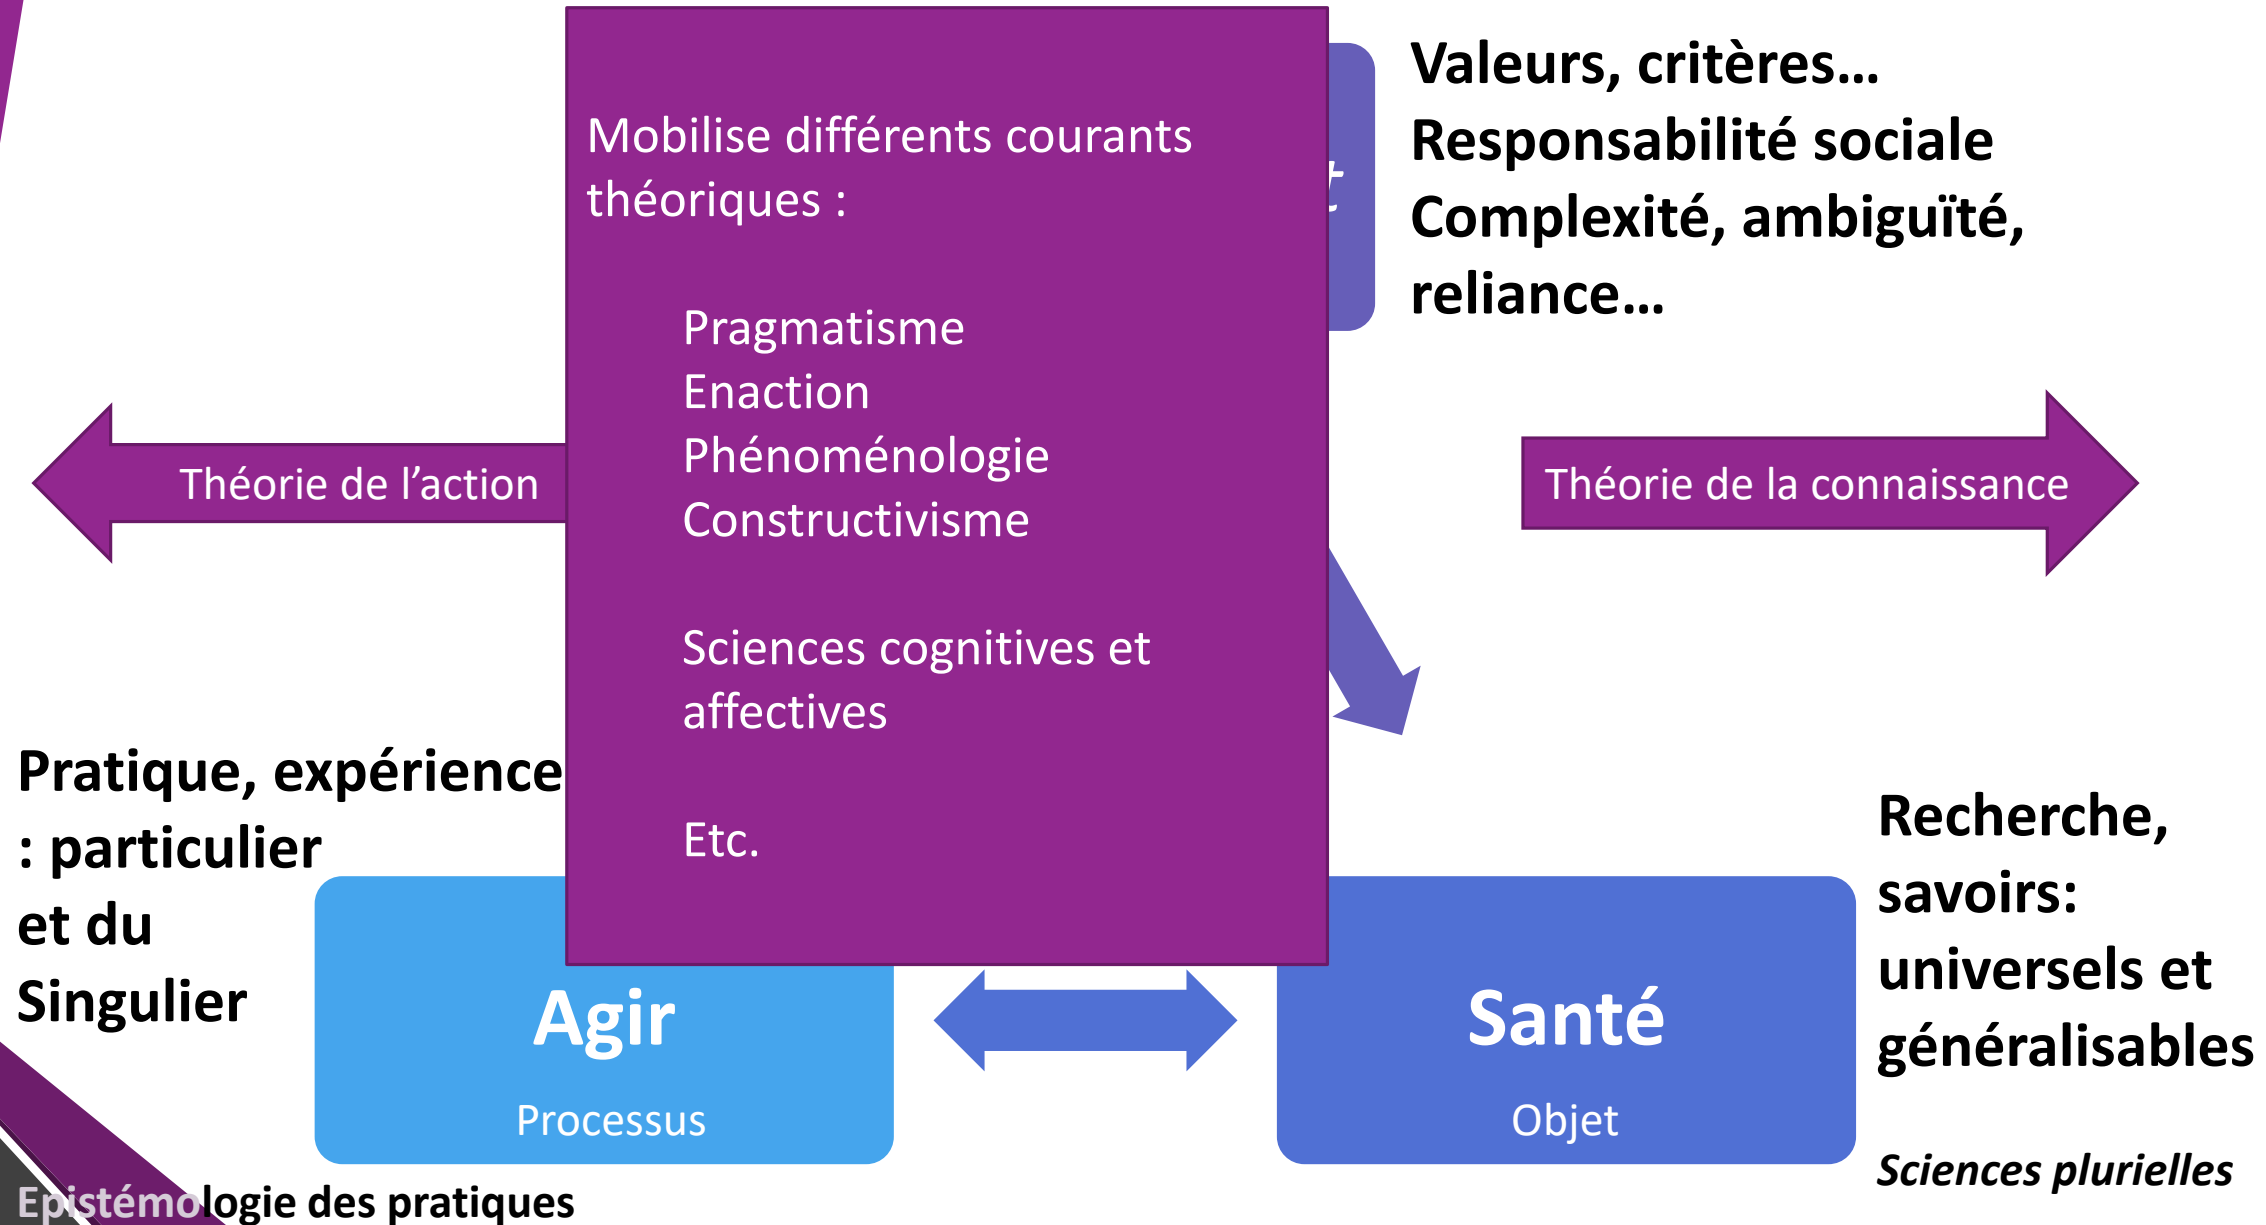 Mobilise différents courants
théoriques :
Pragmatisme
Enaction
Phénoménologie
Constructivisme
Sciences cognitives et
affectives
Etc.
Valeurs, critères…
Responsabilité sociale
Complexité, ambiguïté,
reliance…
Théorie de l’action
Théorie de la connaissance
Pratique, expérience
: particulier
et du
Singulier
Agir
Processus
Santé
Objet
Recherche,
savoirs:
universels et
généralisables
Sciences plurielles
Epistémologie des pratiques